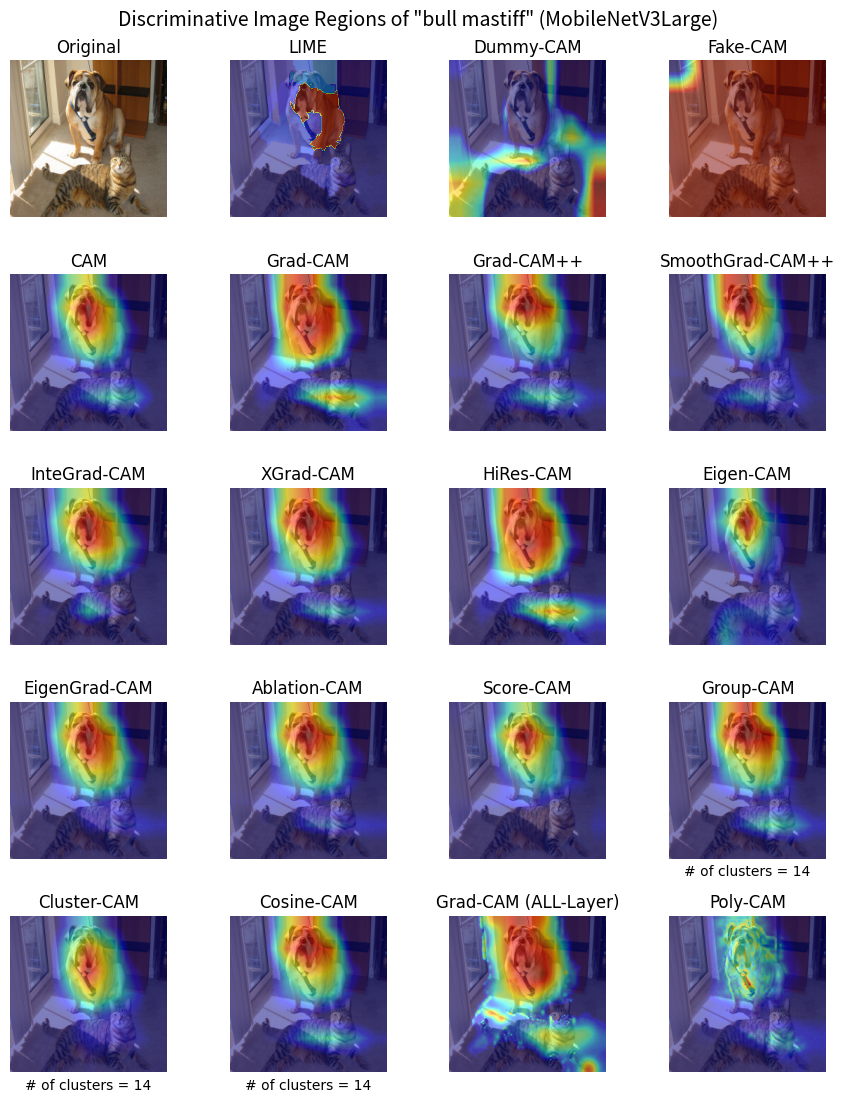 Discriminative Image Regions of "bull mastiff" (MobileNetV3Large)
Original LIME Dummy-CAM Fake-CAM
CAM Grad-CAM Grad-CAM++ SmoothGrad-CAM++
InteGrad-CAM XGrad-CAM HiRes-CAM Eigen-CAM
EigenGrad-CAM Ablation-CAM Score-CAM Group-CAM
# of clusters = 14
Cluster-CAM Cosine-CAM Grad-CAM (ALL-Layer) Poly-CAM
# of clusters = 14 # of clusters = 14